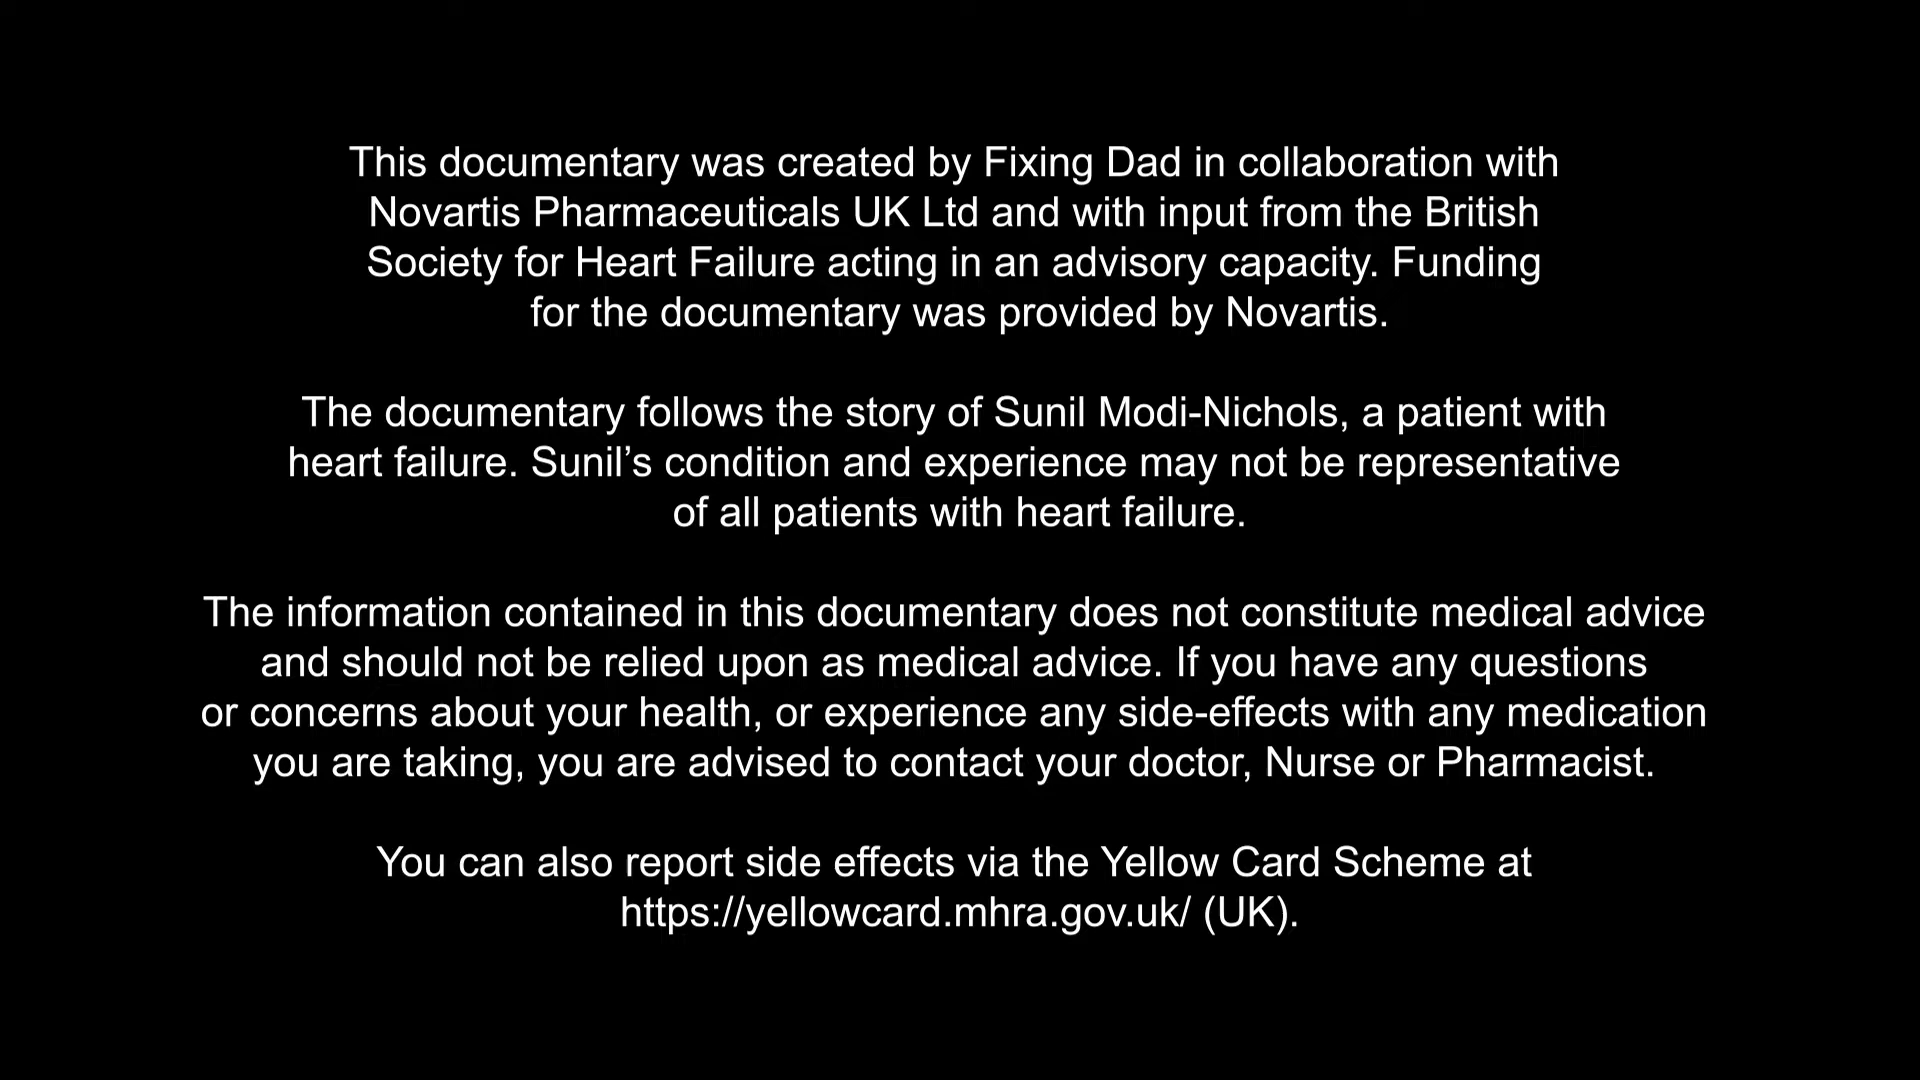 This documentary was created by Fixing Dad in collaboration with
Novartis Pharmaceuticals UK Ltd and with input from the British
Society for Heart Failure acting in an advisory capacity. Funding
for the documentary was provided by Novartis.
The documentary follows the story of Sunil Modi-Nichols, a patient with
heart failure. Sunil’s condition and experience may not be representative
of all patients with heart failure.
The information contained in this documentary does not constitute medical advice
and should not be relied upon as medical advice. If you have any questions
or concerns about your health, or experience any side-effects with any medication
you are taking, you are advised to contact your doctor, Nurse or Pharmacist.
You can also report side effects via the Yellow Card Scheme at
https://yellowcard.mhra.gov.uk/ (UK).